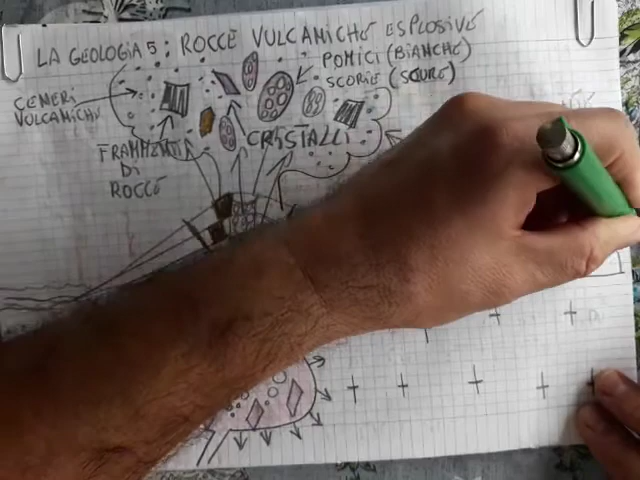 LA GEOLOGIA 5: ROCCE VULCANICHE ESPLOSIVE
POMICI (BIANCHE)
SCORIE (SCURE)
CENERI
VULCANICHE
CRISTALLI
FRAMMENTI
DI
ROCCE